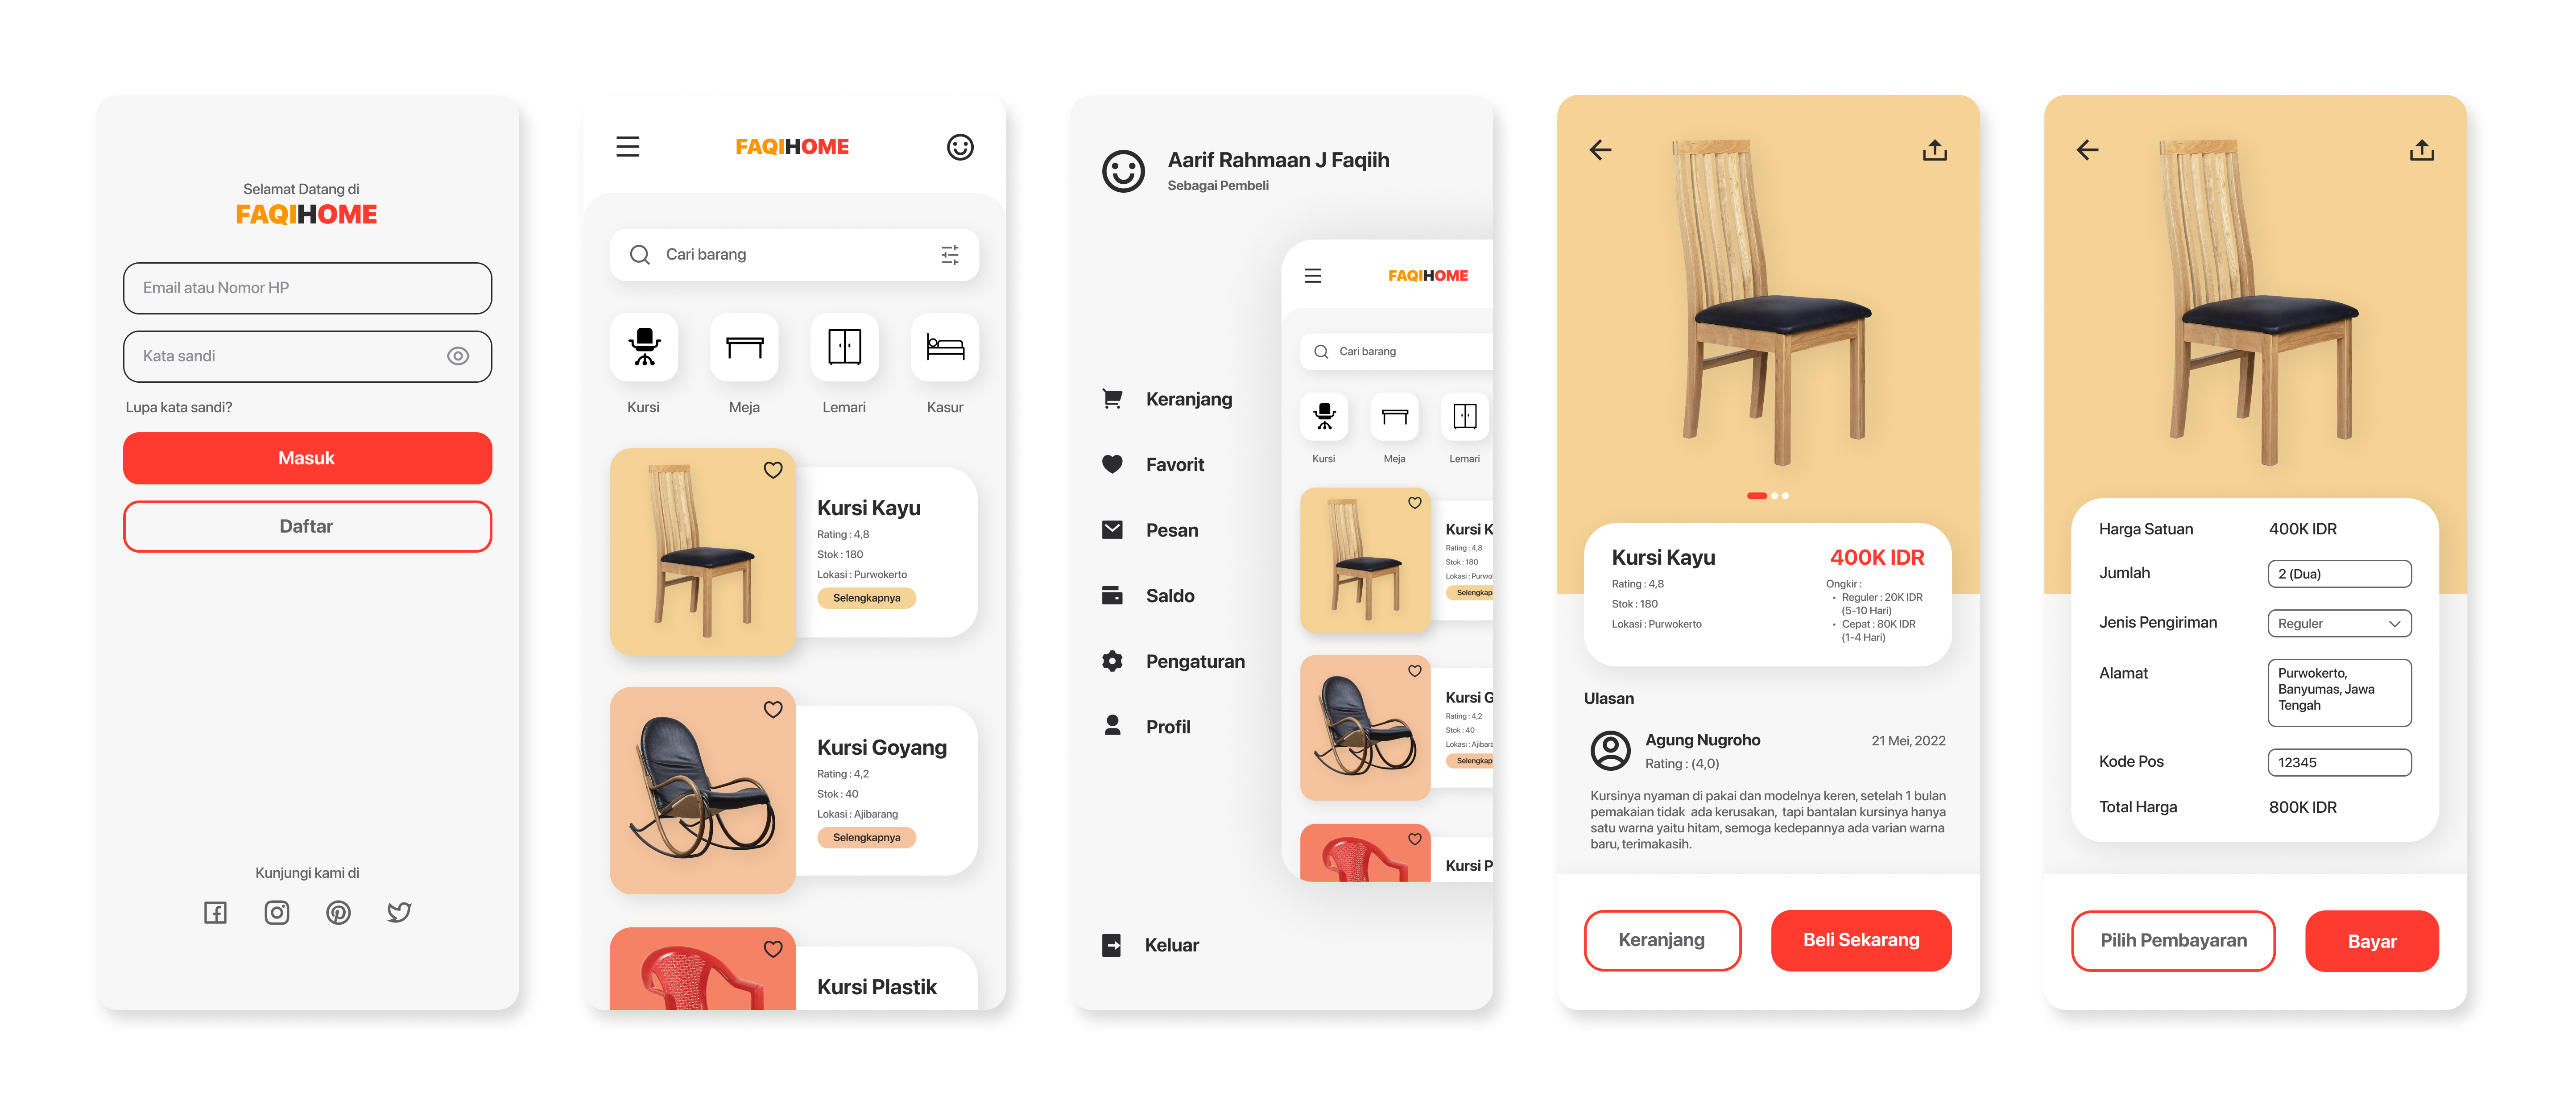 Selamat Datang di
FAQIHOME
Email atau Nomor HP
Kata sandi
Lupa kata sandi?
Masuk
Daftar
Kunjungi kami di
FAQIHOME
Cari barang
Kursi
Meja
Lemari
Kasur
Kursi Kayu
Rating : 4,8
Stok : 180
Lokasi : Purwokerto
Selengkapnya
Kursi Goyang
Rating : 4,2
Stok : 40
Lokasi : Ajibarang
Selengkapnya
Kursi Plastik
Aarif Rahmaan J Faqiih
Sebagai Pembeli
Keranjang
Favorit
Pesan
Saldo
Pengaturan
Profil
Keluar
FAQIHOME
Cari barang
Kursi
Meja
Lemari
Kursi K
Rating : 4,8
Stok : 180
Lokasi : Purwo
Selengkap
Kursi G
Rating : 4,2
Stok : 40
Lokasi : Ajibara
Selengkap
Kursi P
Kursi Kayu
Rating : 4,8
Stok : 180
Lokasi : Purwokerto
400K IDR
Ongkir :
• Reguler : 20K IDR
(5-10 Hari)
• Cepat : 80K IDR
(1-4 Hari)
Ulasan
Agung Nugroho
21 Mei, 2022
Rating : (4,0)
Kursinya nyaman di pakai dan modelnya keren, setelah 1 bulan
pemakaian tidak ada kerusakan, tapi bantalan kursinya hanya
satu warna yaitu hitam, semoga kedepannya ada varian warna
baru, terimakasih.
Keranjang
Beli Sekarang
Harga Satuan
400K IDR
Jumlah
2 (Dua)
Jenis Pengiriman
Reguler
Alamat
Purwokerto,
Banyumas, Jawa
Tengah
Kode Pos
12345
Total Harga
800K IDR
Pilih Pembayaran
Bayar